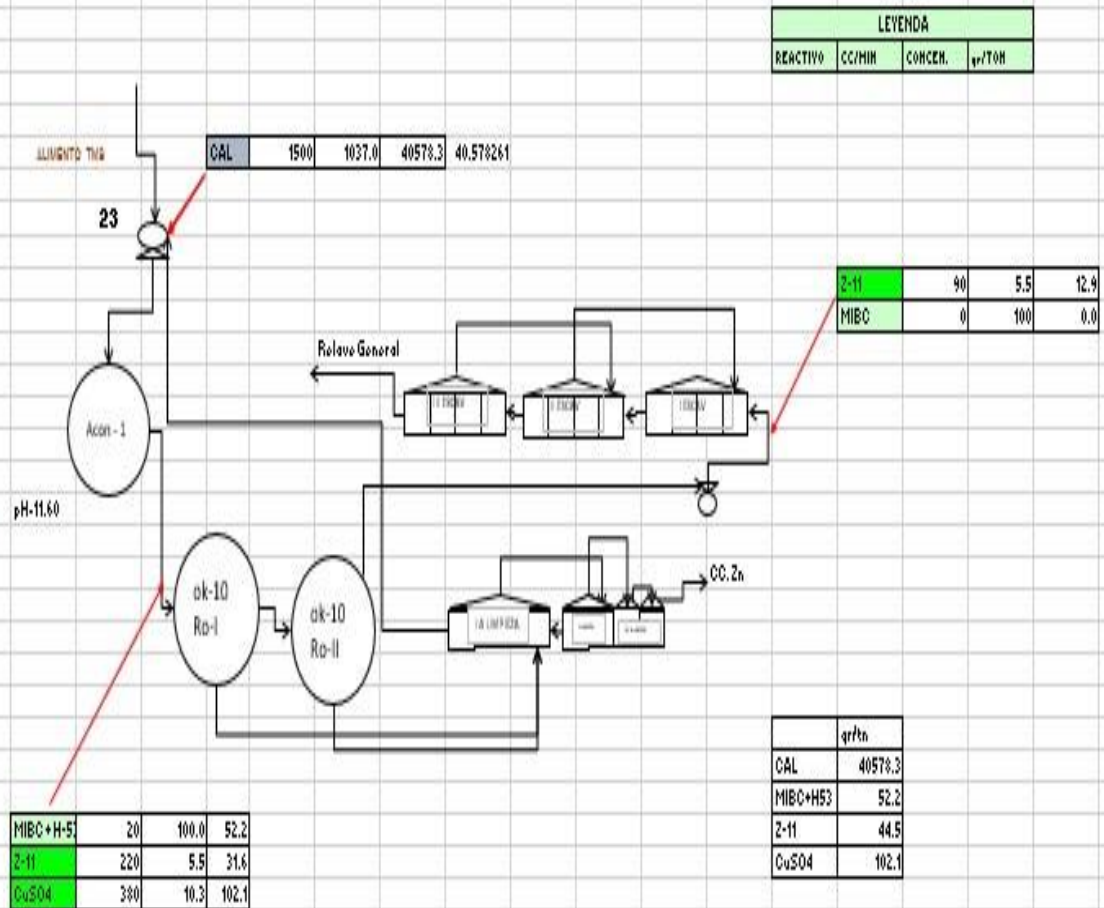 LEYENDA
REACTIVO CC/MIN CONCEN. gr/TON
ALIMENTO TMS
CAL 1500 1037.0 40578.3 40.578261
23
Z-11 90 5.5 12.9
MIBC 0 100 0.0
Relave General
Acon - 1
pH-11.60
ok-10
Ro-I
ok-10
Ro-II
CC. Zn
gr/tn
CAL 40578.3
MIBC+H53 52.2
Z-11 44.5
CuSO4 102.1
MIBC+H-53 20 100.0 52.2
Z-11 220 5.5 31.6
CuSO4 380 10.3 102.1